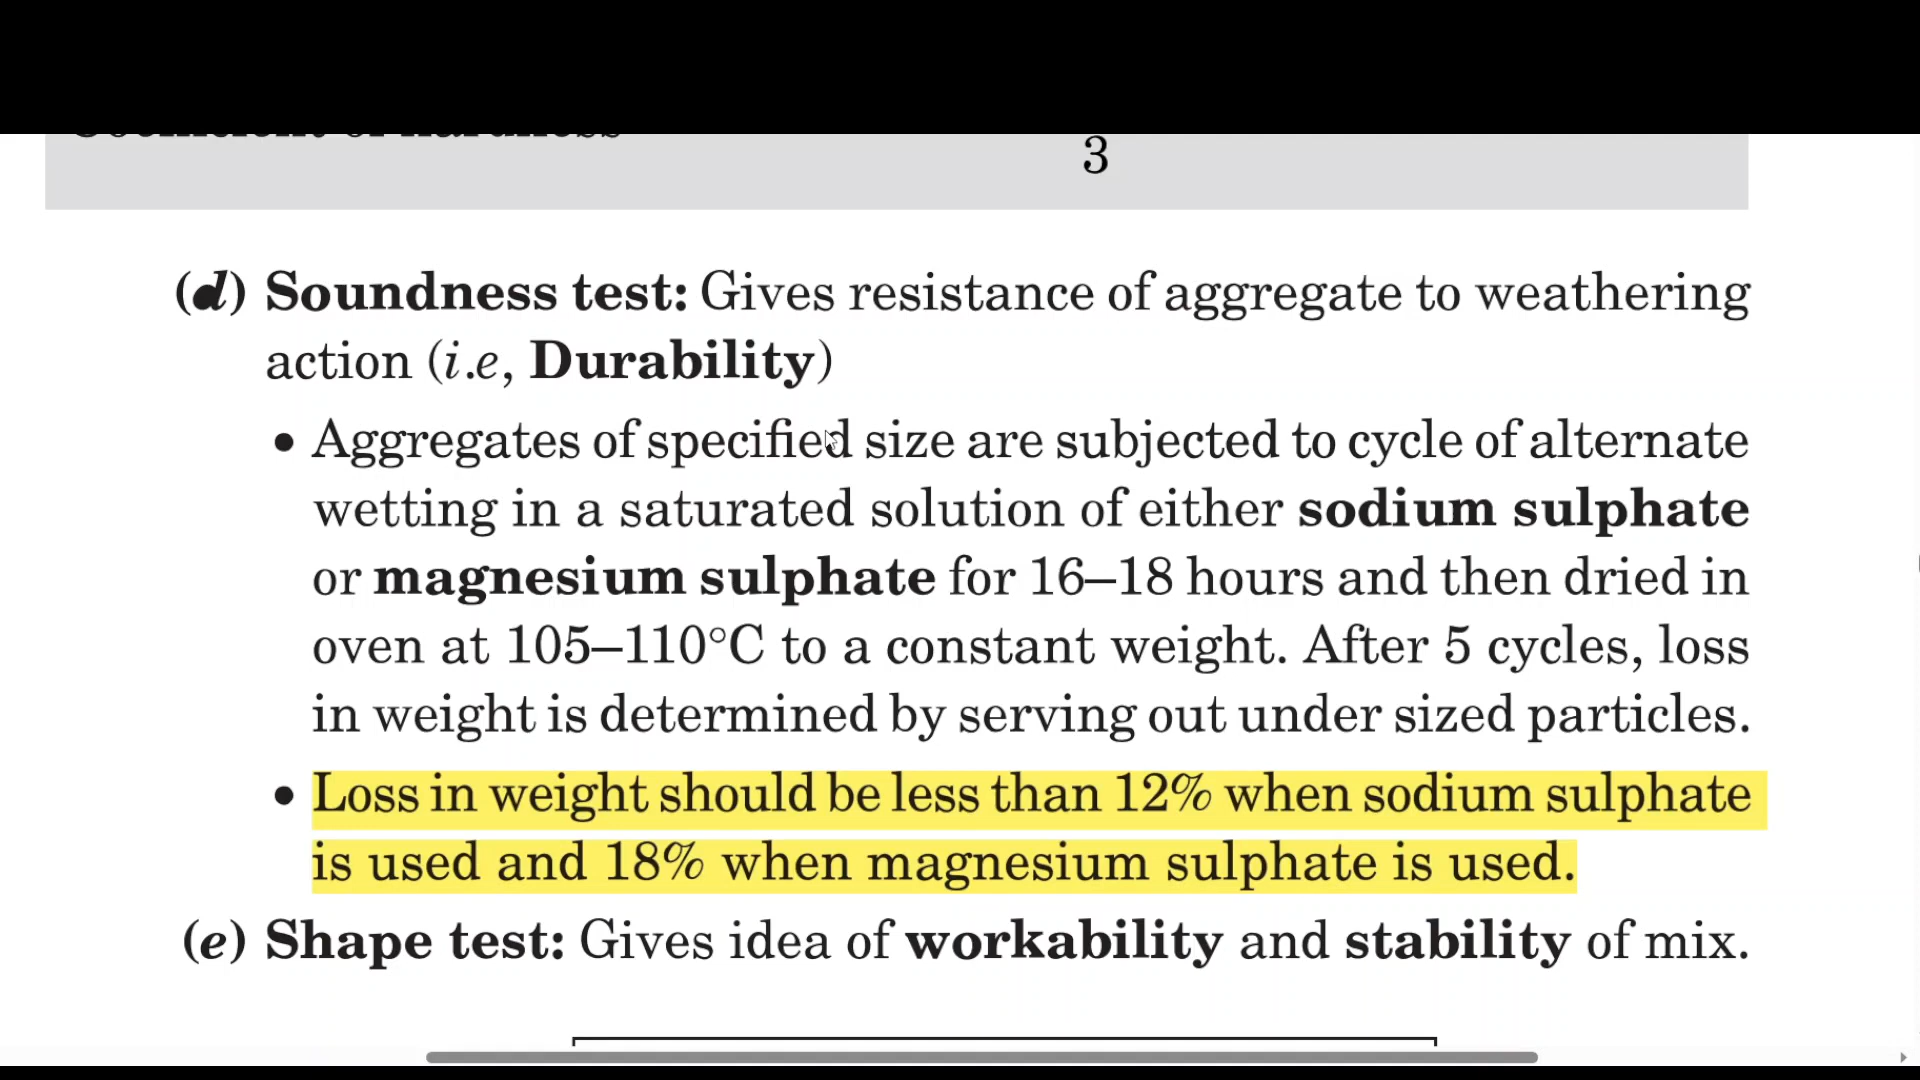 Coefficient of hardness
3
(d) Soundness test: Gives resistance of aggregate to weathering
action (i.e, Durability)
• Aggregates of specified size are subjected to cycle of alternate
wetting in a saturated solution of either sodium sulphate
or magnesium sulphate for 16–18 hours and then dried in
oven at 105–110°C to a constant weight. After 5 cycles, loss
in weight is determined by serving out under sized particles.
• Loss in weight should be less than 12% when sodium sulphate
is used and 18% when magnesium sulphate is used.
(e) Shape test: Gives idea of workability and stability of mix.